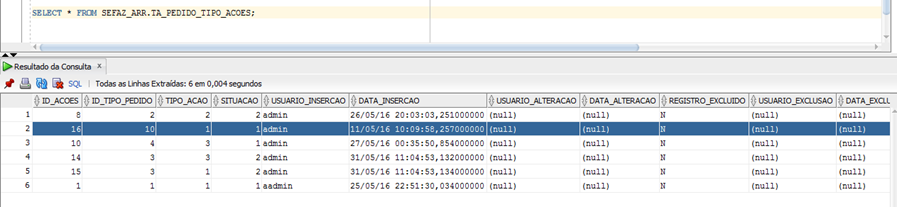 SELECT * FROM SEFAZ_ARR.TA_PEDIDO_TIPO_ACOES;
Resultado da Consulta x
SQL | Todas as Linhas Extraídas: 6 em 0,004 segundos
ID_ACOES ID_TIPO_PEDIDO TIPO_ACAO SITUACAO USUARIO_INSERCAO DATA_INSERCAO USUARIO_ALTERACAO DATA_ALTERACAO REGISTRO_EXCLUIDO USUARIO_EXCLUSAO DATA_EXCLU
1 8 2 2 2 admin 26/05/16 20:03:03,251000000 (null) (null) N (null) (null)
2 16 10 1 1 admin 11/05/16 10:09:58,257000000 (null) (null) N (null) (null)
3 10 4 3 1 admin 27/05/16 00:35:50,854000000 (null) (null) N (null) (null)
4 14 3 3 2 admin 31/05/16 11:04:53,132000000 (null) (null) N (null) (null)
5 15 3 1 2 admin 31/05/16 11:04:53,134000000 (null) (null) N (null) (null)
6 1 1 1 1 aadmin 25/05/16 22:51:30,034000000 (null) (null) N (null) (null)